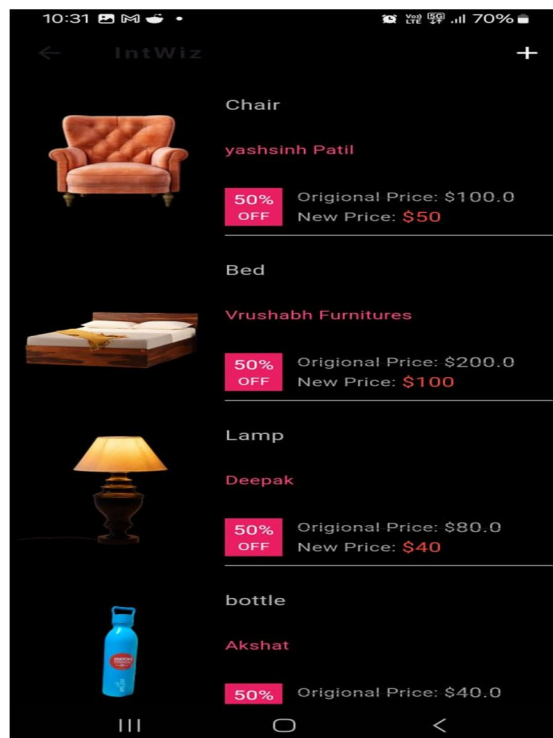 10:31 70%
IntWiz
Chair
yashsinh Patil
50% OFF
Origional Price: $100.0
New Price: $50
Bed
Vrushabh Furnitures
50% OFF
Origional Price: $200.0
New Price: $100
Lamp
Deepak
50% OFF
Origional Price: $80.0
New Price: $40
bottle
Akshat
50%
Origional Price: $40.0